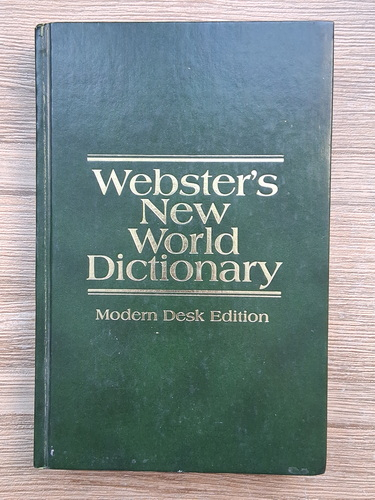 Webster's
New
World
Dictionary
Modern Desk Edition